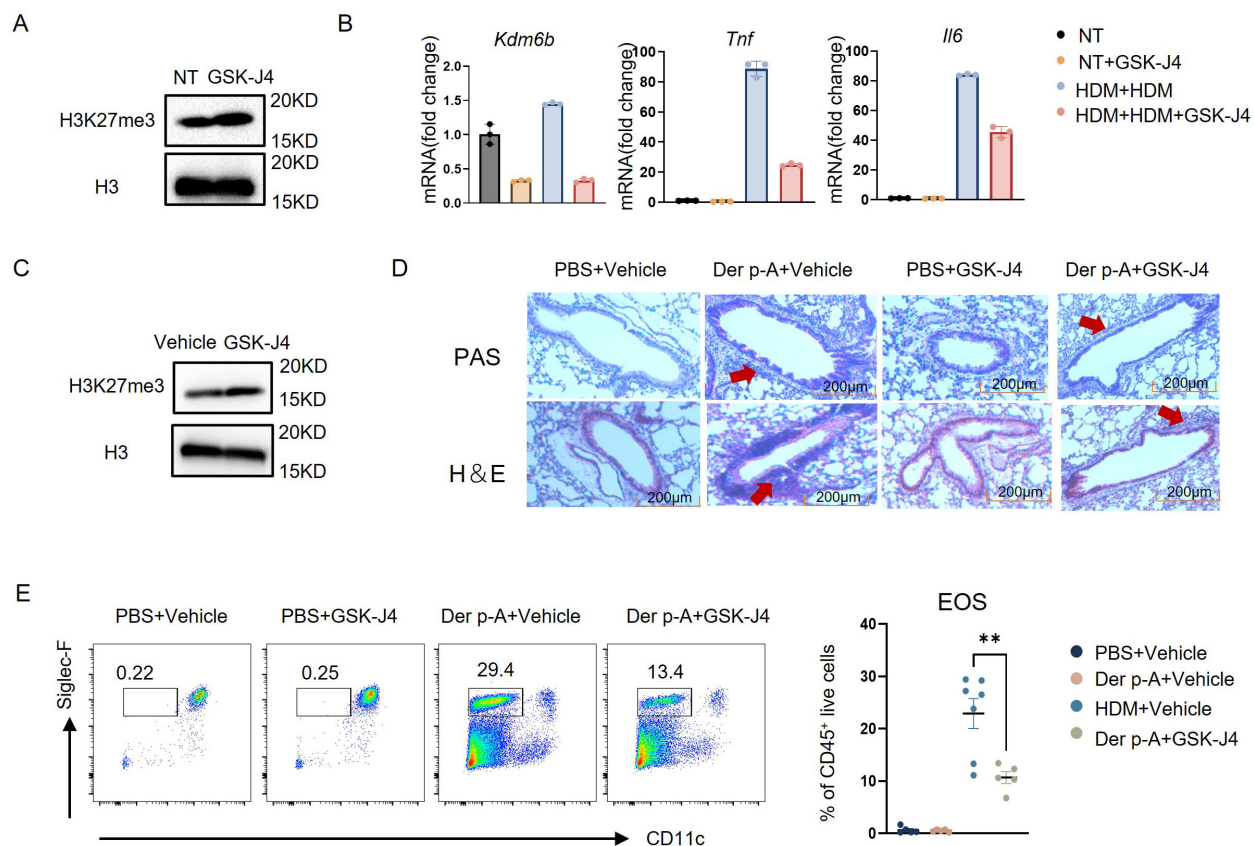 A
NT GSK-J4
H3K27me3
20KD
15KD
H3
20KD
15KD
B
Kdm6b
mRNA(fold change)
2.0
1.5
1.0
0.5
0.0
Tnf
mRNA(fold change)
100
80
60
40
20
0
Il6
mRNA(fold change)
100
80
60
40
20
0
NT
NT+GSK-J4
HDM+HDM
HDM+HDM+GSK-J4
C
Vehicle GSK-J4
H3K27me3
20KD
15KD
H3
20KD
15KD
D
PBS+Vehicle
Der p-A+Vehicle
PBS+GSK-J4
Der p-A+GSK-J4
PAS
200μm
200μm
200μm
200μm
H&E
200μm
200μm
200μm
200μm
E
PBS+Vehicle
PBS+GSK-J4
Der p-A+Vehicle
Der p-A+GSK-J4
Siglec-F
0.22
0.25
29.4
13.4
CD11c
EOS
% of CD45+ live cells
40
30
20
10
0
**
PBS+Vehicle
Der p-A+Vehicle
HDM+Vehicle
Der p-A+GSK-J4